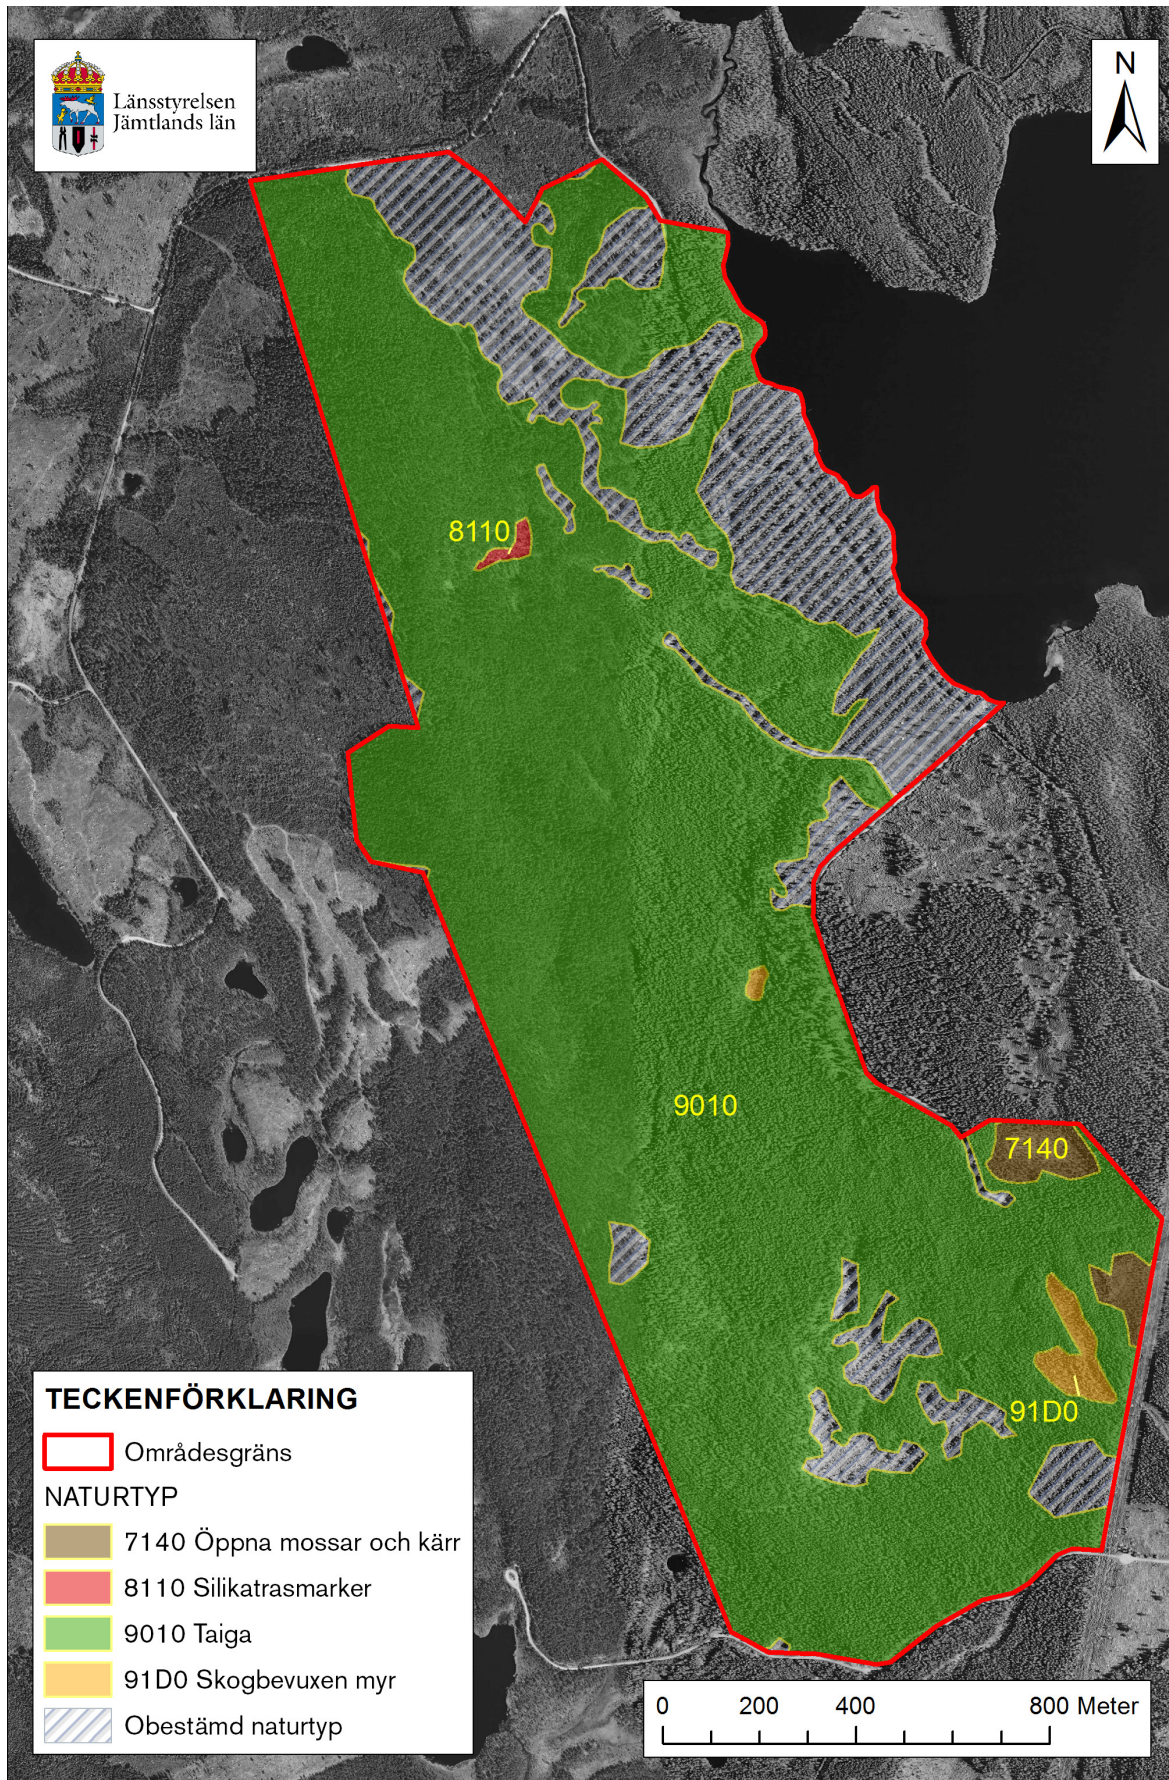 Länsstyrelsen
Jämtlands län
N
8110
9010
7140
91D0
TECKENFÖRKLARING
Områdesgräns
NATURTYP
7140 Öppna mossar och kärr
8110 Silikatrasmarker
9010 Taiga
91D0 Skogbevuxen myr
Obestämd naturtyp
0 200 400 800 Meter